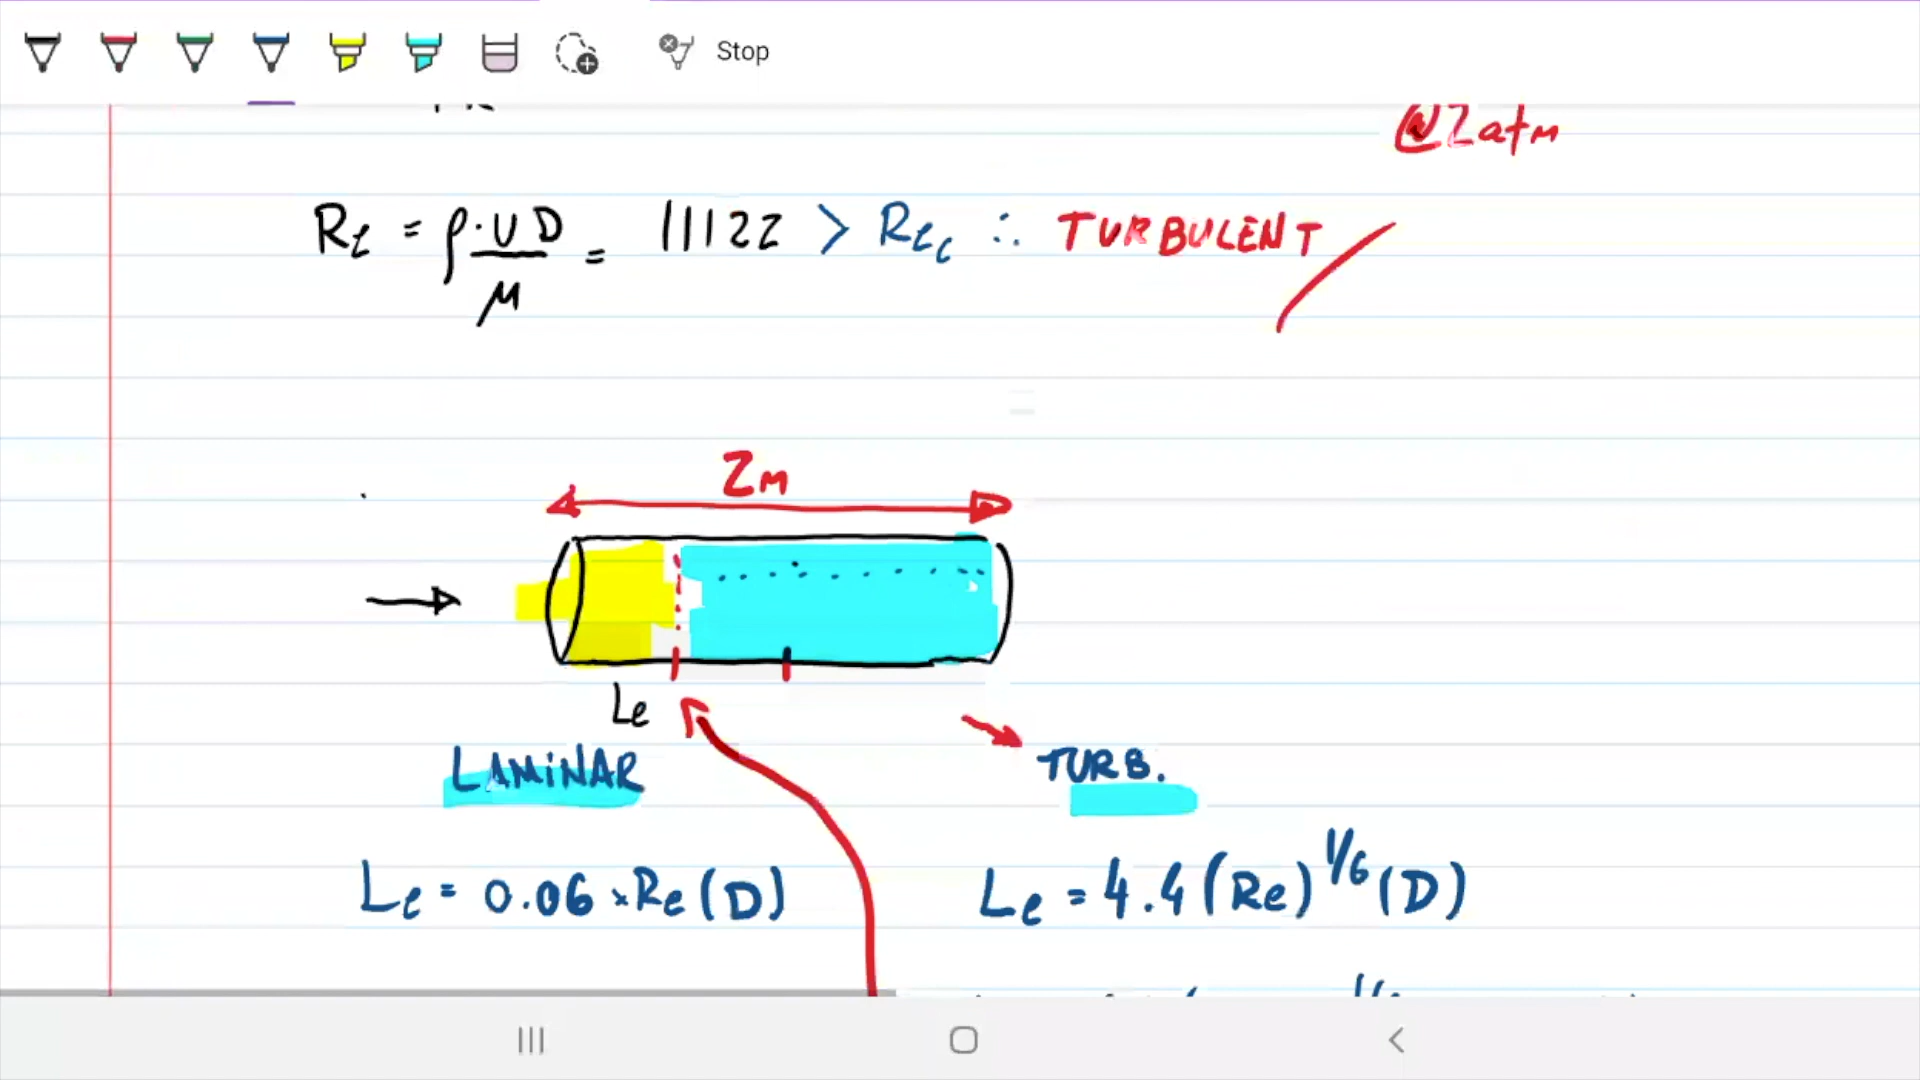 Stop
@2atm
Re = ρ·UD/μ = 11122 > Rec ∴ TURBULENT
2m
Le
LAMINAR
TURB.
Le = 0.06 × Re (D)
Le = 4.4 (Re)^1/6 (D)